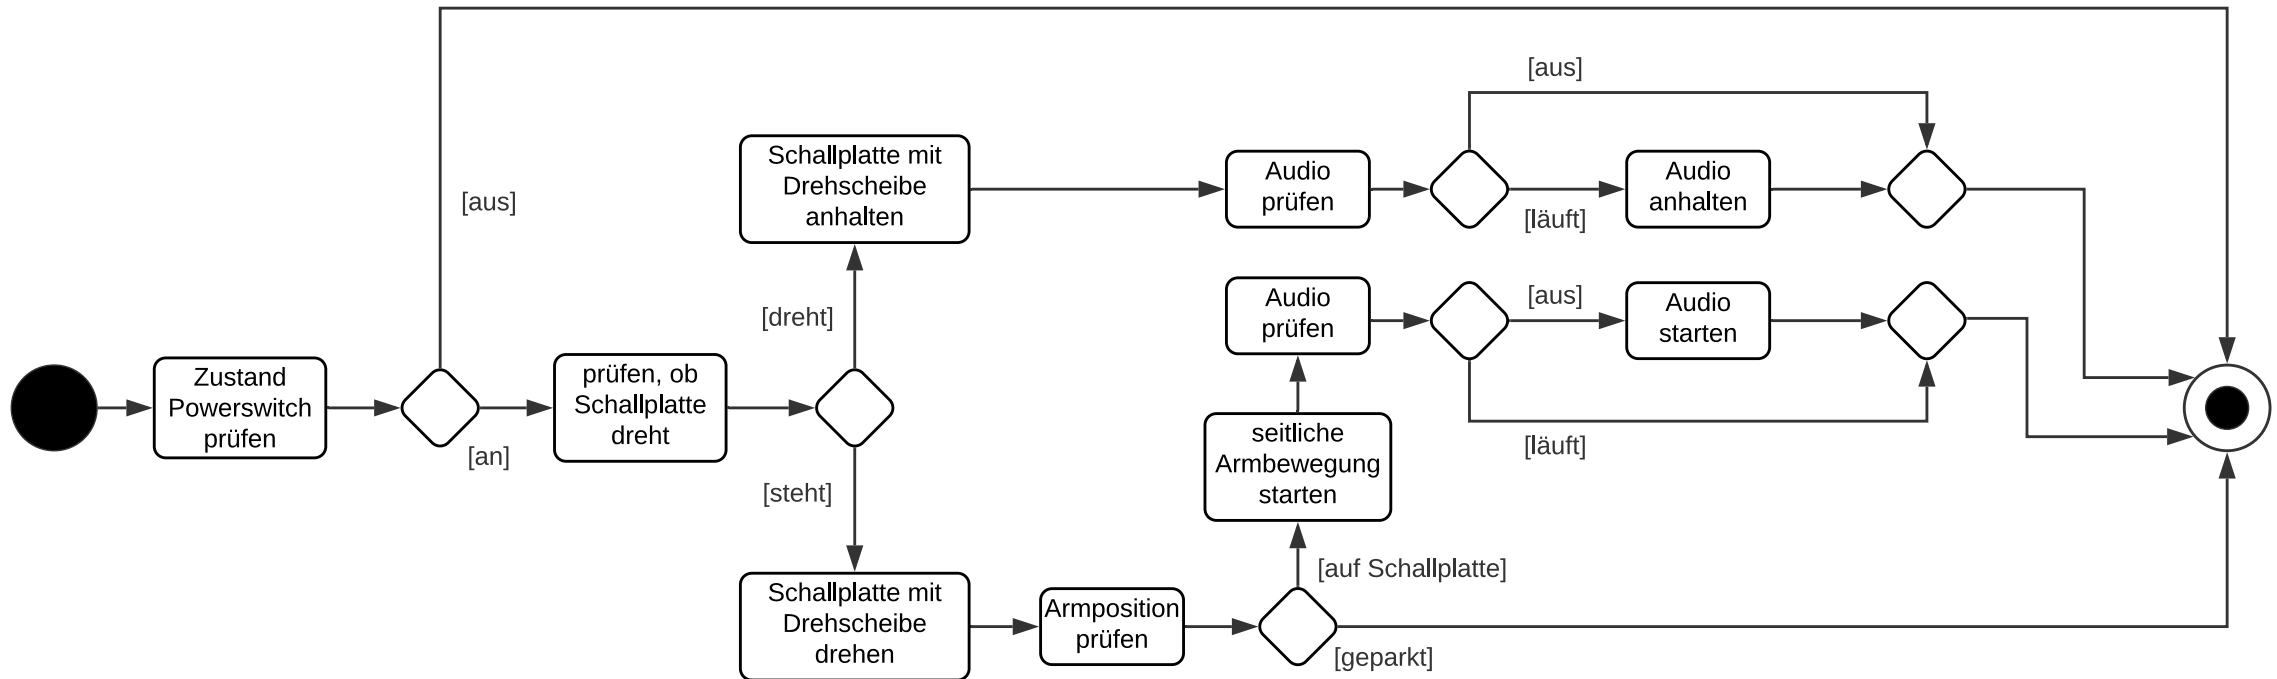 [aus]
[aus]
Schallplatte mit
Drehscheibe
anhalten
Audio
prüfen
Audio
anhalten
[läuft]
[dreht]
Audio
prüfen
[aus]
Audio
starten
Zustand
Powerswitch
prüfen
[an]
prüfen, ob
Schallplatte
dreht
[steht]
seitliche
Armbewegung
starten
[läuft]
[auf Schallplatte]
Schallplatte mit
Drehscheibe
drehen
Armposition
prüfen
[geparkt]